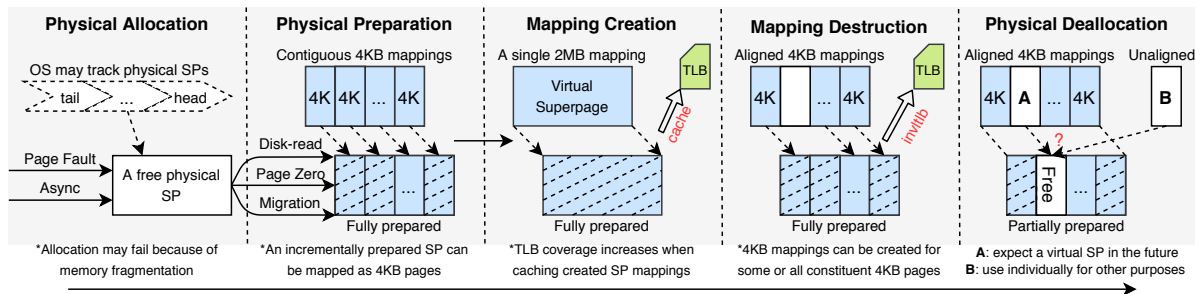 Physical Allocation
OS may track physical SPs
tail
...
head
Page Fault
Async
A free physical
SP
*Allocation may fail because of
memory fragmentation
Physical Preparation
Contiguous 4KB mappings
4K 4K ... 4K
Disk-read
Page Zero
Migration
...
Fully prepared
*An incrementally prepared SP can
be mapped as 4KB pages
Mapping Creation
A single 2MB mapping
Virtual
Superpage
TLB
cache
Fully prepared
*TLB coverage increases when
caching created SP mappings
Mapping Destruction
Aligned 4KB mappings
4K ... 4K
TLB
invltlb
...
Fully prepared
*4KB mappings can be created for
some or all constituent 4KB pages
Physical Deallocation
Aligned 4KB mappings
Unaligned
4K A ... 4K
B
?
Free
...
Partially prepared
A: expect a virtual SP in the future
B: use individually for other purposes